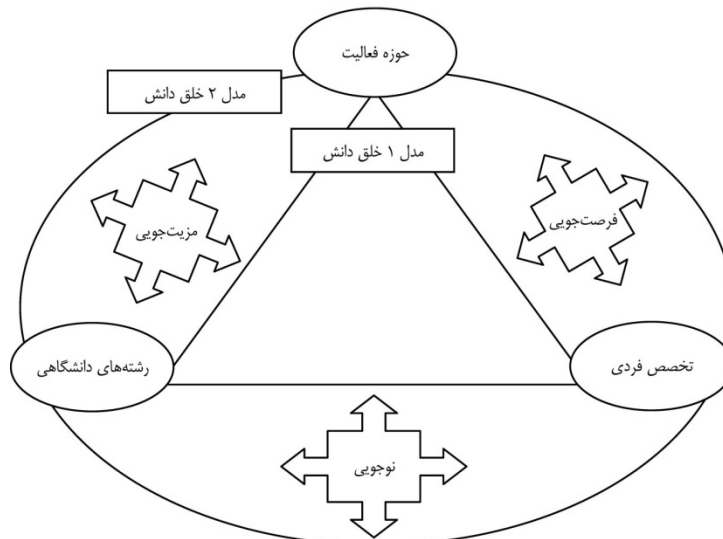 حوزه فعالیت
مدل ۲ خلق دانش
مدل ۱ خلق دانش
فرصت‌جویی
مزیت‌جویی
تخصص فردی
رشته‌های دانشگاهی
نوجویی